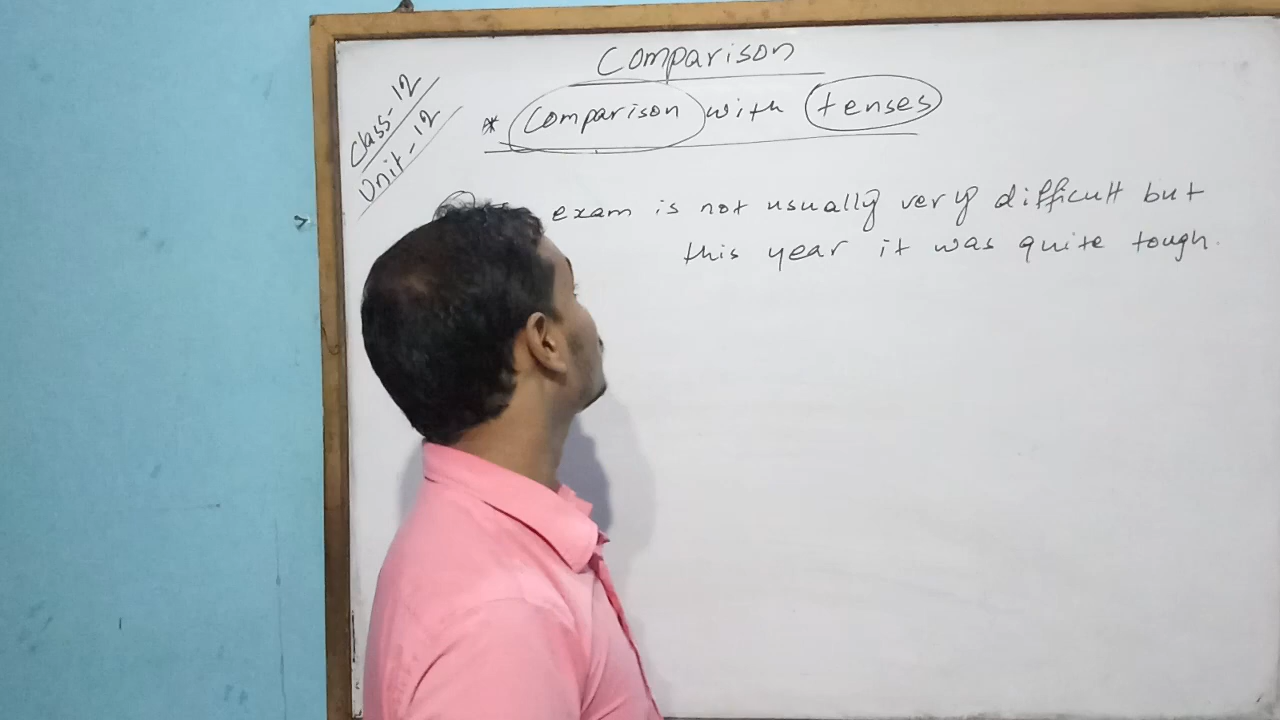 Comparison
Class-12
Unit-12
* Comparison with tenses
exam is not usually very difficult but
this year it was quite tough.